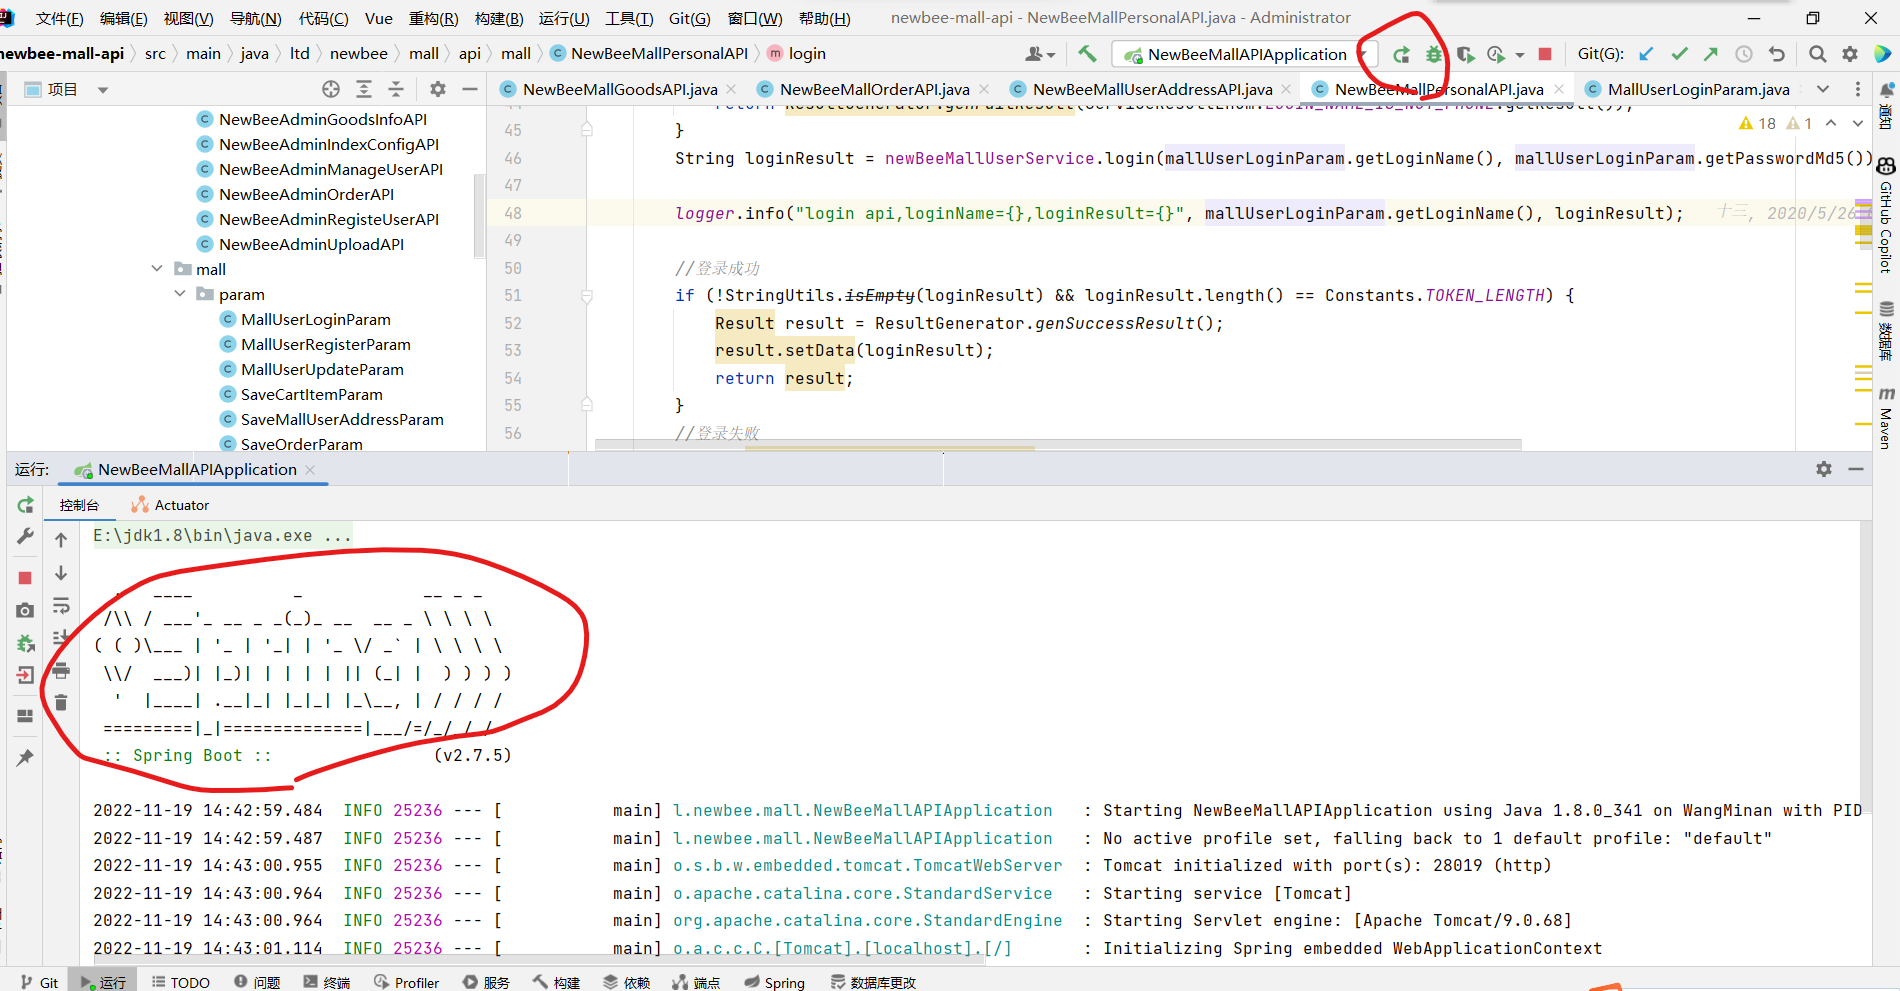 文件(F) 编辑(E) 视图(V) 导航(N) 代码(C) Vue 重构(R) 构建(B) 运行(U) 工具(T) Git(G) 窗口(W) 帮助(H) newbee-mall-api - NewBeeMallPersonalAPI.java - Administrator
newbee-mall-api src main java ltd newbee mall api mall NewBeeMallPersonalAPI login NewBeeMallAPIApplication Git(G):
项目 NewBeeMallGoodsAPI.java NewBeeMallOrderAPI.java NewBeeMallUserAddressAPI.java NewBeeMallPersonalAPI.java MallUserLoginParam.java
NewBeeAdminGoodsInfoAPI
NewBeeAdminIndexConfigAPI
NewBeeAdminManageUserAPI
NewBeeAdminOrderAPI
NewBeeAdminRegisteUserAPI
NewBeeAdminUploadAPI
mall
param
MallUserLoginParam
MallUserRegisterParam
MallUserUpdateParam
SaveCartItemParam
SaveMallUserAddressParam
SaveOrderParam
18 1
45 }
46 String loginResult = newBeeMallUserService.login(mallUserLoginParam.getLoginName(), mallUserLoginParam.getPasswordMd5())
47
48 logger.info("login api,loginName={},loginResult={}", mallUserLoginParam.getLoginName(), loginResult); 十三, 2020/5/26
49
50 //登录成功
51 if (!StringUtils.isEmpty(loginResult) && loginResult.length() == Constants.TOKEN_LENGTH) {
52 Result result = ResultGenerator.genSuccessResult();
53 result.setData(loginResult);
54 return result;
55 }
56 //登录失败
通知
GitHub Copilot
数据库
Maven
运行: NewBeeMallAPIApplication
控制台 Actuator
E:\jdk1.8\bin\java.exe ...
:: Spring Boot :: (v2.7.5)
2022-11-19 14:42:59.484 INFO 25236 --- [ main] l.newbee.mall.NewBeeMallAPIApplication : Starting NewBeeMallAPIApplication using Java 1.8.0_341 on WangMinan with PID
2022-11-19 14:42:59.487 INFO 25236 --- [ main] l.newbee.mall.NewBeeMallAPIApplication : No active profile set, falling back to 1 default profile: "default"
2022-11-19 14:43:00.955 INFO 25236 --- [ main] o.s.b.w.embedded.tomcat.TomcatWebServer : Tomcat initialized with port(s): 28019 (http)
2022-11-19 14:43:00.964 INFO 25236 --- [ main] o.apache.catalina.core.StandardService : Starting service [Tomcat]
2022-11-19 14:43:00.964 INFO 25236 --- [ main] org.apache.catalina.core.StandardEngine : Starting Servlet engine: [Apache Tomcat/9.0.68]
2022-11-19 14:43:01.114 INFO 25236 --- [ main] o.a.c.c.C.[Tomcat].[localhost].[/] : Initializing Spring embedded WebApplicationContext
Git 运行 TODO 问题 终端 Profiler 服务 构建 依赖 端点 Spring 数据库更改